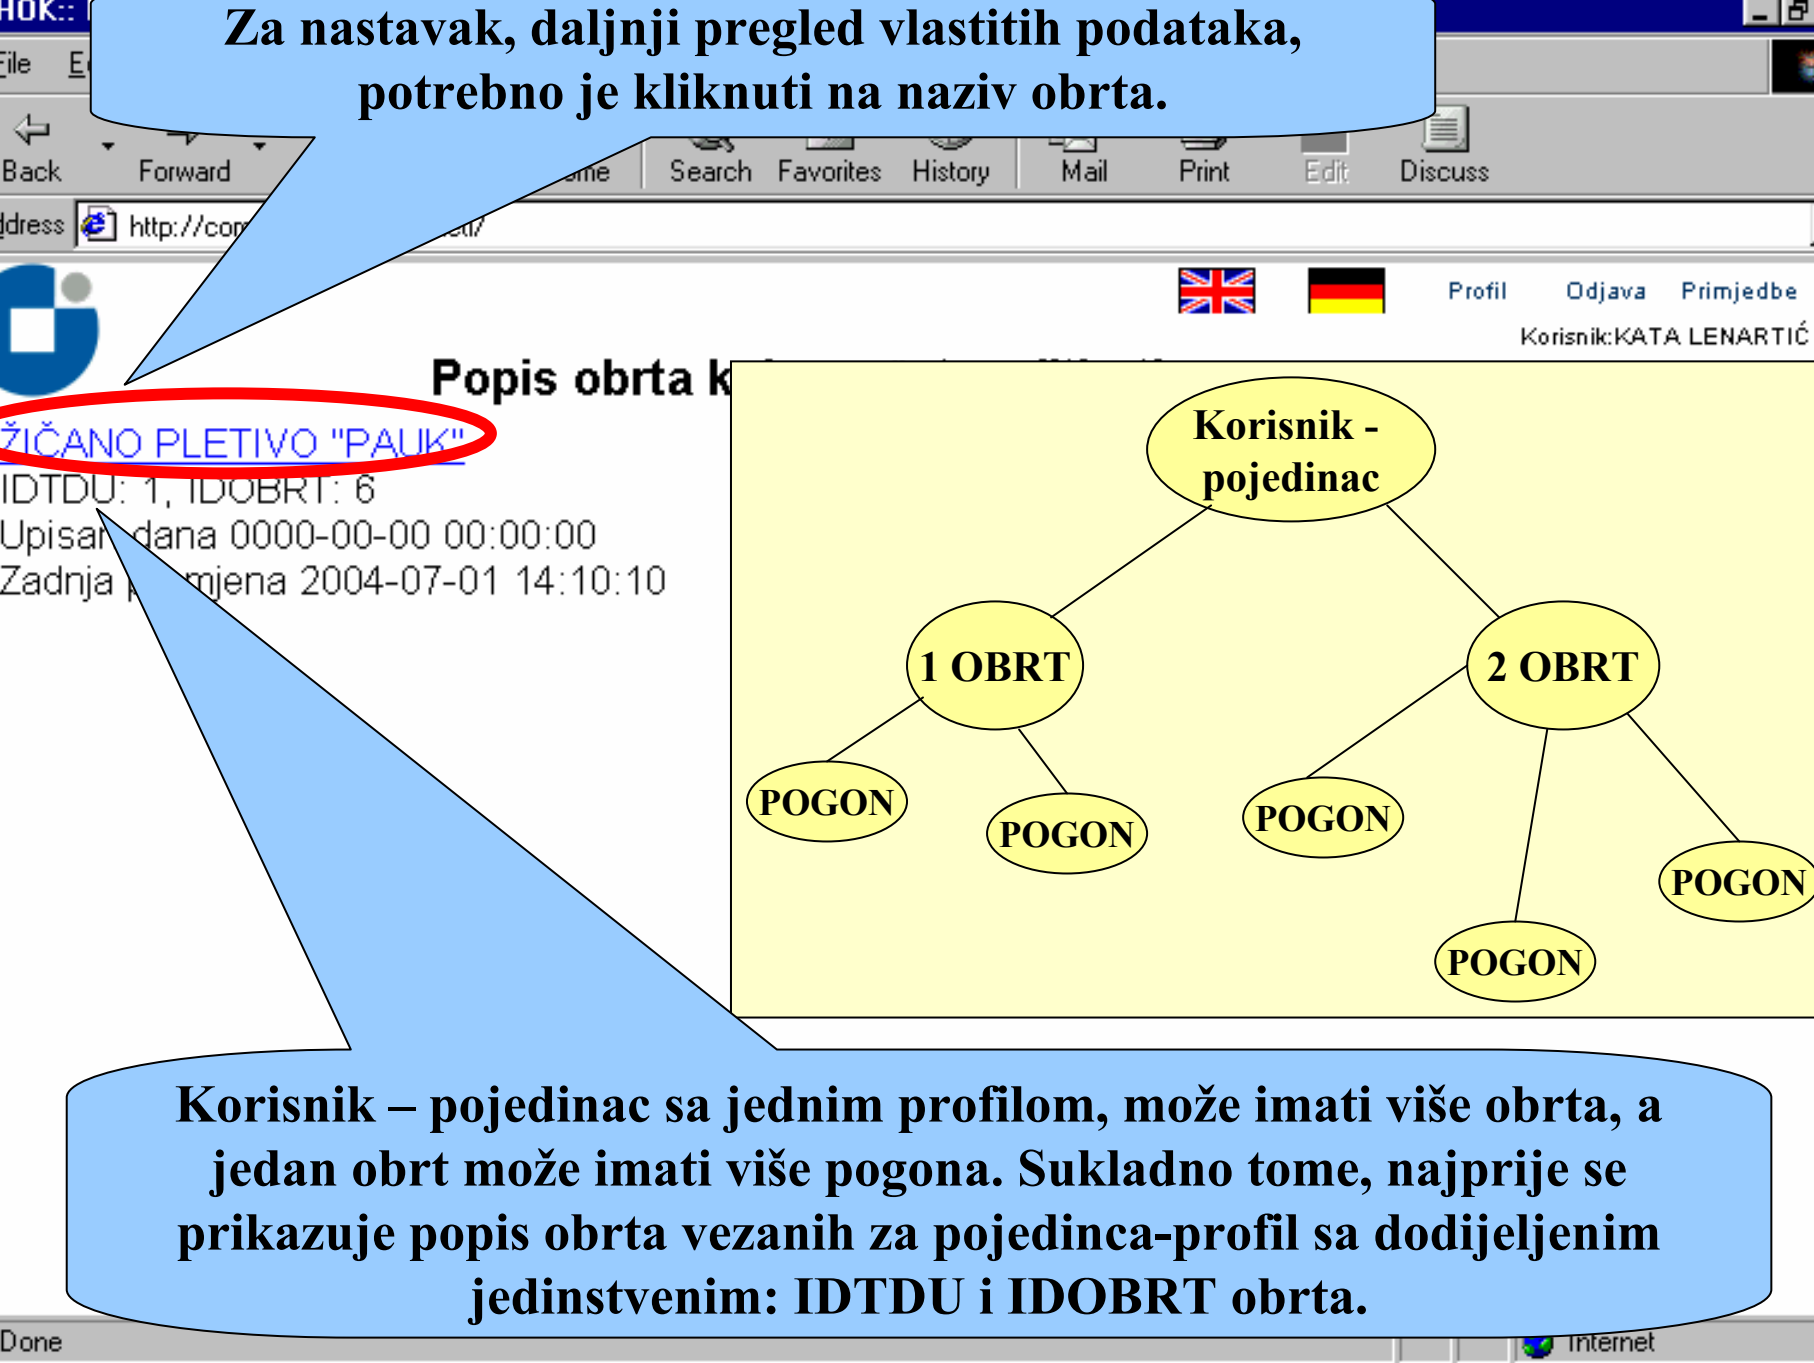 HOK::
Za nastavak, daljnji pregled vlastitih podataka,
potrebno je kliknuti na naziv obrta.
File
Back Forward Search Favorites History Mail Print Edit Discuss
http://com
Profil Odjava Primjedbe
Korisnik:KATA LENARTIĆ
Popis obrta
ŽIČANO PLETIVO "PAUK"
IDTDU: 1, IDOBRT: 6
Upisan dana 0000-00-00 00:00:00
Zadnja 2004-07-01 14:10:10
Korisnik -
pojedinac
1 OBRT 2 OBRT
POGON
POGON
POGON
POGON
POGON
Korisnik – pojedinac sa jednim profilom, može imati više obrta, a
jedan obrt može imati više pogona. Sukladno tome, najprije se
prikazuje popis obrta vezanih za pojedinca-profil sa dodijeljenim
jedinstvenim: IDTDU i IDOBRT obrta.
Done Internet